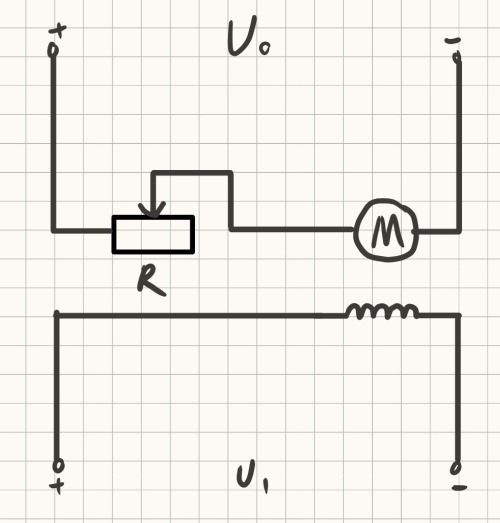 + U₀ −
M
R
U₁
+ −